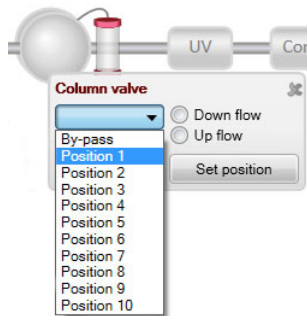 UV
Con
Column valve
Down flow
Up flow
Set position
By-pass
Position 1
Position 2
Position 3
Position 4
Position 5
Position 6
Position 7
Position 8
Position 9
Position 10